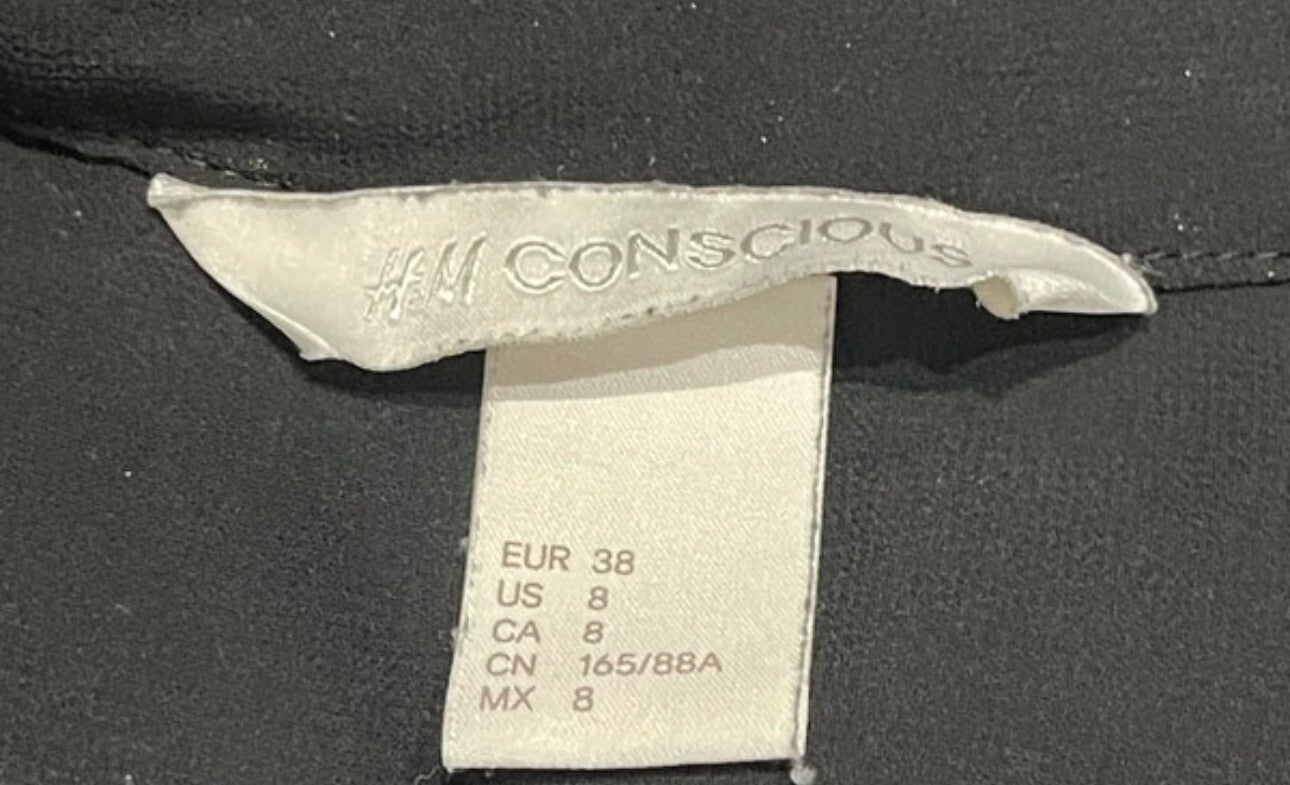 H&M CONSCIOUS
EUR 38
US 8
CA 8
CN 165/88A
MX 8